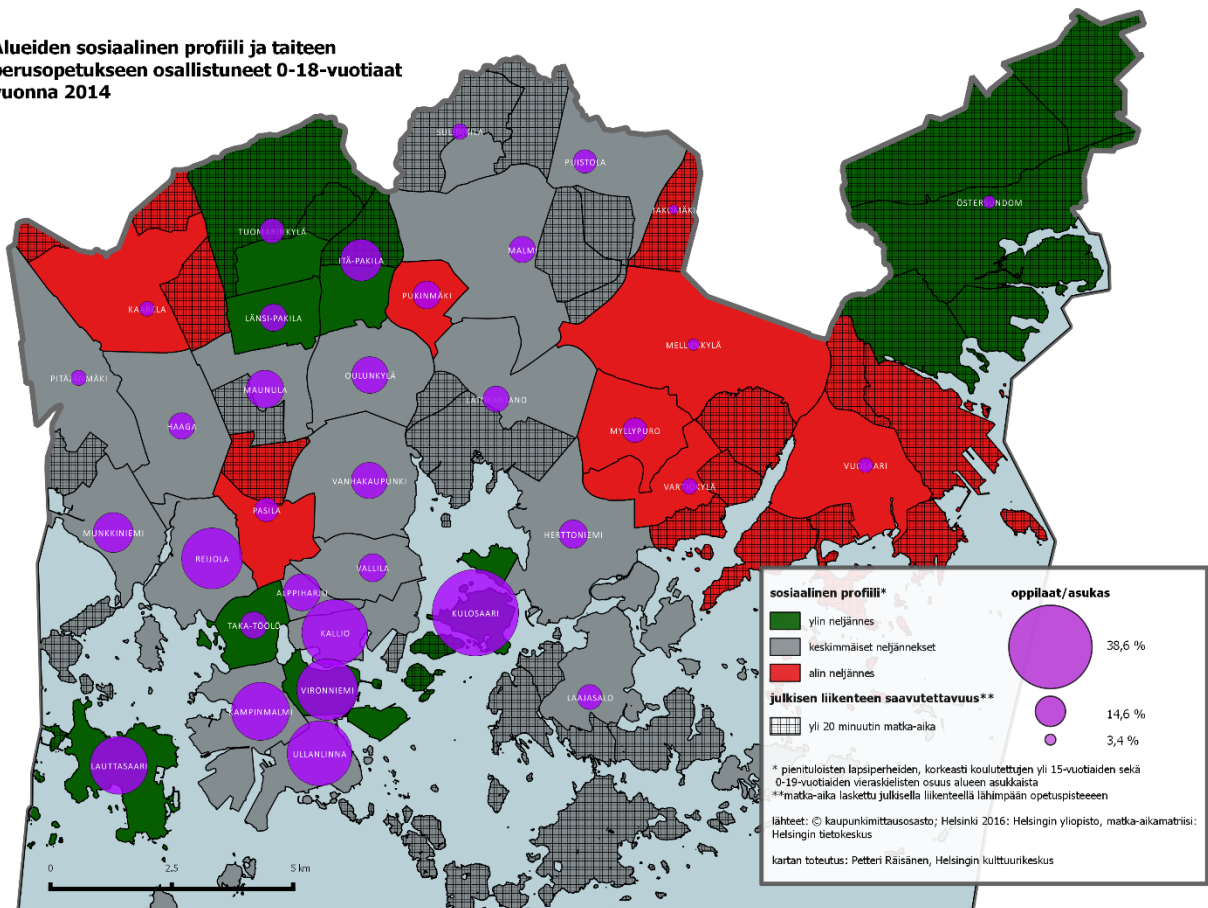 Alueiden sosiaalinen profiili ja taiteen
perusopetukseen osallistuneet 0-18-vuotiaat
vuonna 2014
PUISTOLA
JAKOMÄKI
ÖSTERSUNDOM
TUOMARINKYLÄ
MALMI
ITÄ-PAKILA
PUKINMÄKI
KAARELA
LÄNSI-PAKILA
MELLUNKYLÄ
PITÄJÄNMÄKI
OULUNKYLÄ
MAUNULA
LATOKARTANO
HAAGA
MYLLYPURO
VUOSAARI
VANHAKAUPUNKI
VARTIOKYLÄ
PASILA
MUNKKINIEMI
HERTTONIEMI
REIJOLA
VALLILA
ALPPIHARJU
KULOSAARI
TAKA-TÖÖLÖ
KALLIO
VIRONNIEMI
LAAJASALO
KAMPINMALMI
ULLANLINNA
LAUTTASAARI
0 2.5 5 km
sosiaalinen profiili*
ylin neljännes
keskimmäiset neljännekset
alin neljännes
julkisen liikenteen saavutettavuus**
yli 20 minuutin matka-aika
oppilaat/asukas
38,6 %
14,6 %
3,4 %
* pienituloisten lapsiperheiden, korkeasti koulutettujen yli 15-vuotiaiden sekä
0-19-vuotiaiden vieraskielisten osuus alueen asukkaista
**matka-aika laskettu julkisella liikenteellä lähimpään opetuspisteeeen
lähteet: © kaupunkimittausosasto; Helsinki 2016: Helsingin yliopisto, matka-aikamatriisi:
Helsingin tietokeskus
kartan toteutus: Petteri Räisänen, Helsingin kulttuurikeskus